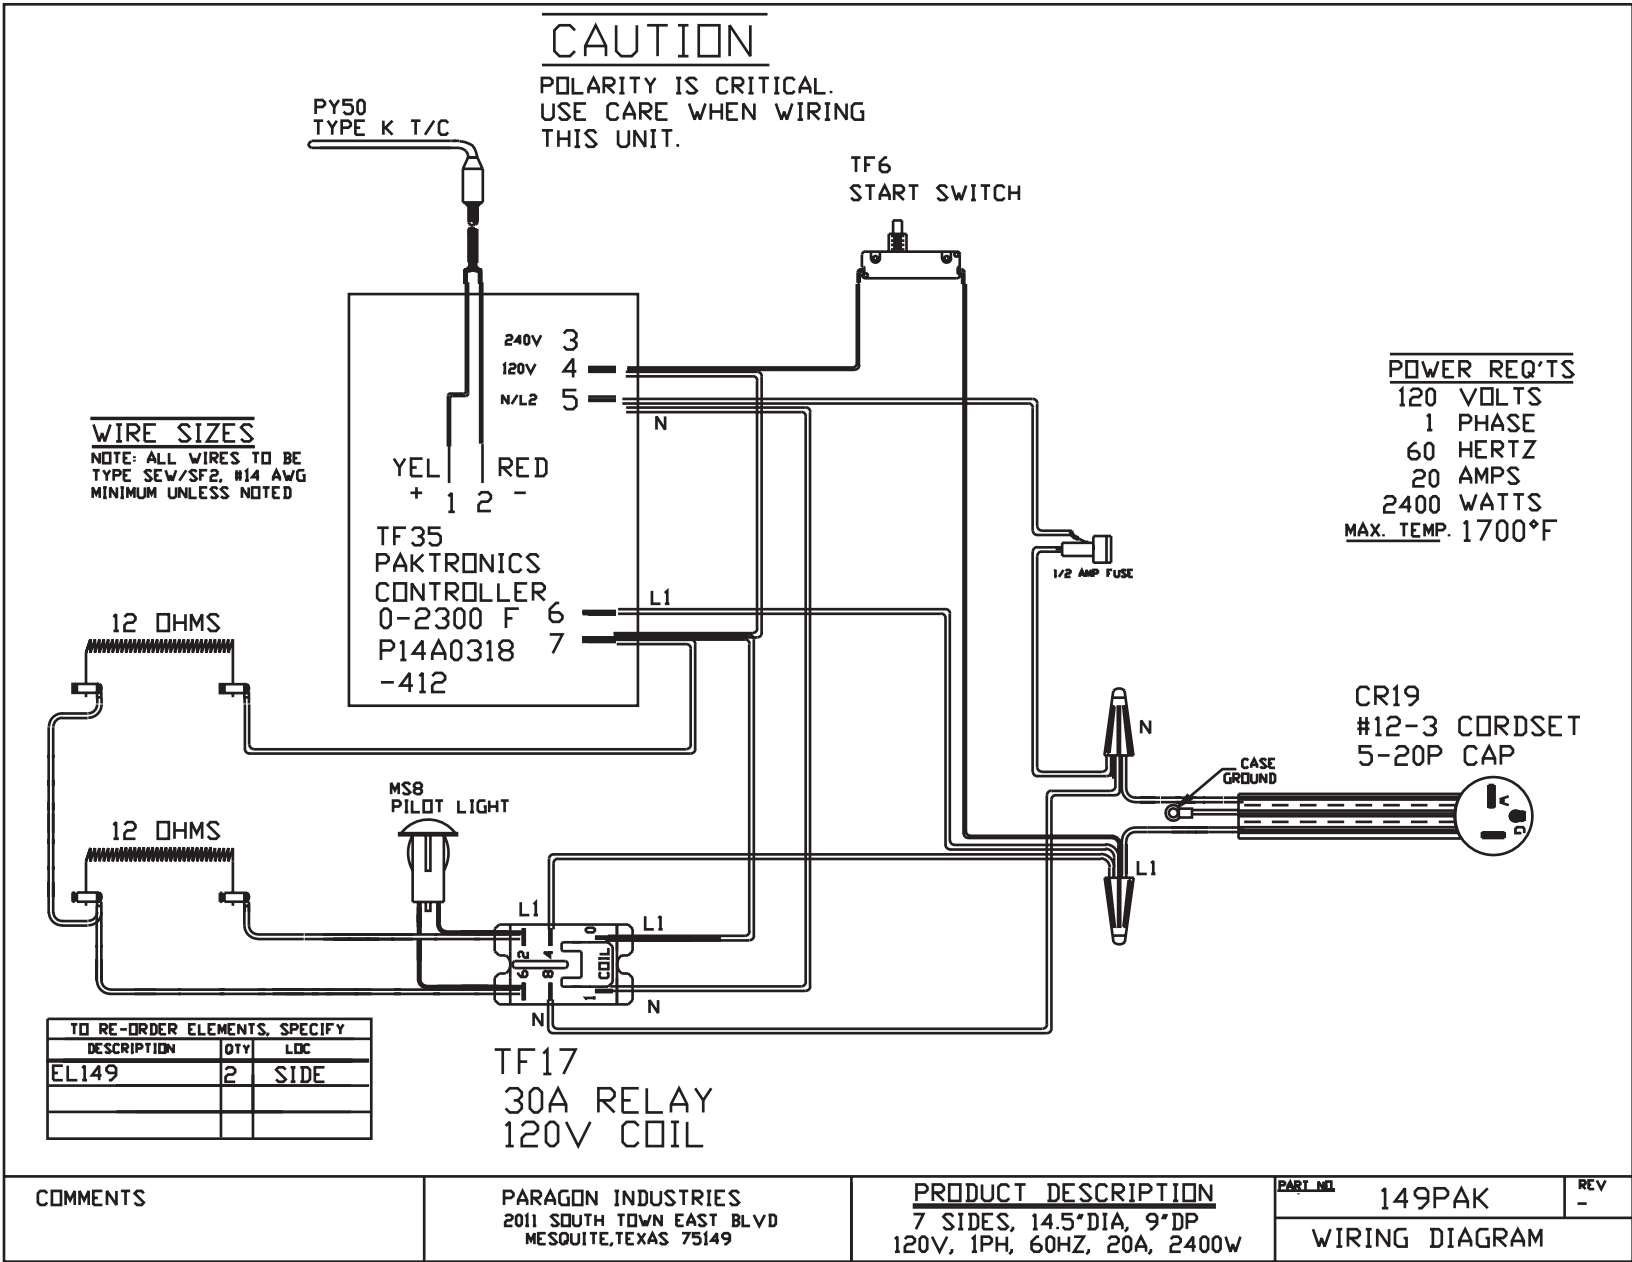 CAUTION
POLARITY IS CRITICAL.
USE CARE WHEN WIRING
THIS UNIT.
PY50
TYPE K T/C
TF6
START SWITCH
240V 3
120V 4
N/L2 5
N
POWER REQ'TS
120 VOLTS
1 PHASE
60 HERTZ
20 AMPS
2400 WATTS
MAX. TEMP. 1700°F
WIRE SIZES
NOTE: ALL WIRES TO BE
TYPE SEW/SF2, #14 AWG
MINIMUM UNLESS NOTED
YEL RED
+ 1 2 -
TF35
PAKTRONICS
CONTROLLER
0-2300 F
P14A0318
-412
6
7
L1
1/2 AMP FUSE
12 OHMS
CR19
#12-3 CORDSET
5-20P CAP
N
CASE
GROUND
G
L1
MS8
PILOT LIGHT
12 OHMS
L1
L1
2 4 0
6 8 1
COIL
N
N
TF17
30A RELAY
120V COIL
TO RE-ORDER ELEMENTS, SPECIFY
DESCRIPTION QTY LOC
EL149 2 SIDE
COMMENTS
PARAGON INDUSTRIES
2011 SOUTH TOWN EAST BLVD
MESQUITE,TEXAS 75149
PRODUCT DESCRIPTION
7 SIDES, 14.5"DIA, 9"DP
120V, 1PH, 60HZ, 20A, 2400W
PART NO.
149PAK
REV
-
WIRING DIAGRAM